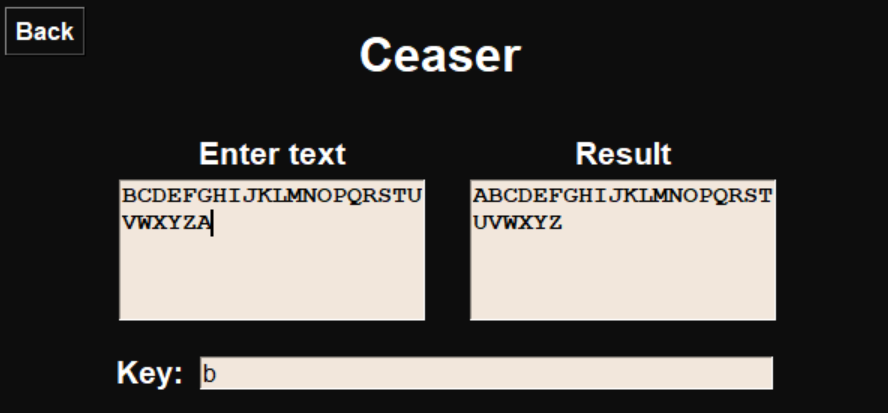 Back
Ceaser
Enter text
BCDEFGHIJKLMNOPQRSTU
VWXYZA
Result
ABCDEFGHIJKLMNOPQRST
UVWXYZ
Key: b